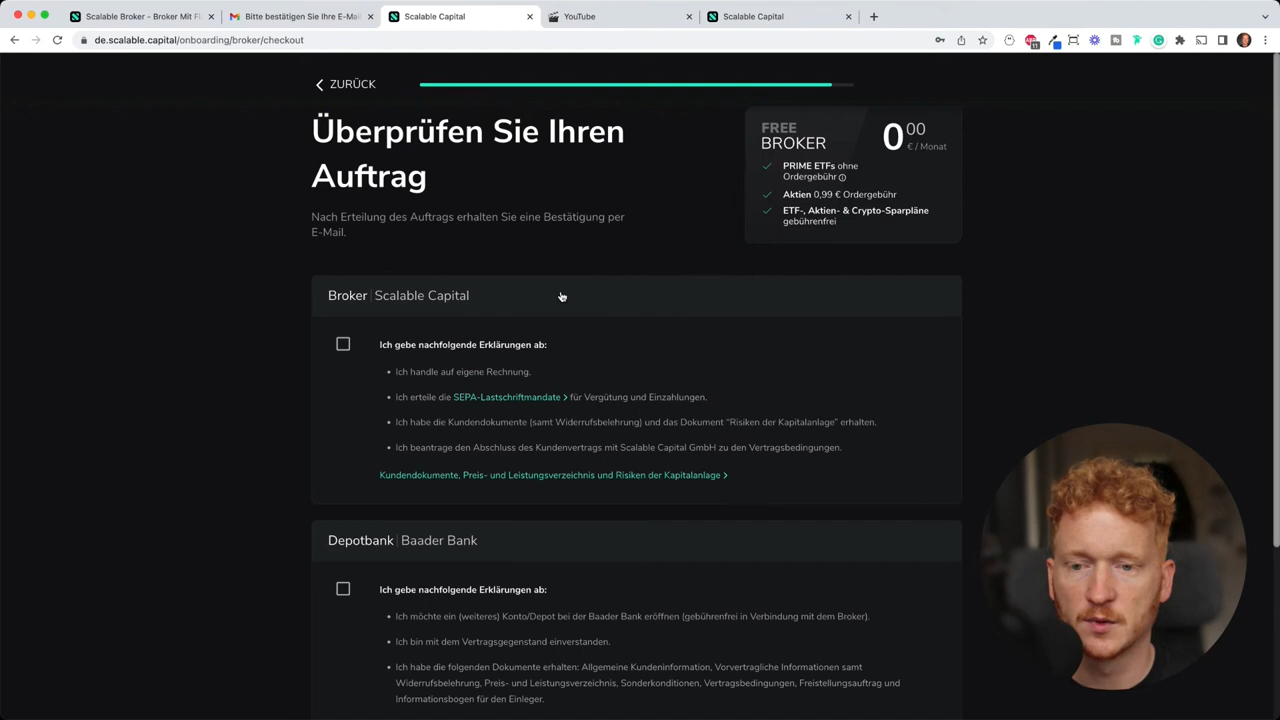 Scalable Broker – Broker Mit Fl
Bitte bestätigen Sie Ihre E-Mail
Scalable Capital
YouTube
Scalable Capital
de.scalable.capital/onboarding/broker/checkout
ZURÜCK
Überprüfen Sie Ihren
Auftrag
Nach Erteilung des Auftrags erhalten Sie eine Bestätigung per
E-Mail.
FREE
BROKER
0 00
€ / Monat
PRIME ETFs ohne
Ordergebühr
Aktien 0,99 € Ordergebühr
ETF-, Aktien- & Crypto-Sparpläne
gebührenfrei
Broker | Scalable Capital
Ich gebe nachfolgende Erklärungen ab:
• Ich handle auf eigene Rechnung.
• Ich erteile die SEPA-Lastschriftmandate > für Vergütung und Einzahlungen.
• Ich habe die Kundendokumente (samt Widerrufsbelehrung) und das Dokument “Risiken der Kapitalanlage” erhalten.
• Ich beantrage den Abschluss des Kundenvertrags mit Scalable Capital GmbH zu den Vertragsbedingungen.
Kundendokumente, Preis- und Leistungsverzeichnis und Risiken der Kapitalanlage >
Depotbank | Baader Bank
Ich gebe nachfolgende Erklärungen ab:
• Ich möchte ein (weiteres) Konto/Depot bei der Baader Bank eröffnen (gebührenfrei in Verbindung mit dem Broker).
• Ich bin mit dem Vertragsgegenstand einverstanden.
• Ich habe die folgenden Dokumente erhalten: Allgemeine Kundeninformation, Vorvertragliche Informationen samt
Widerrufsbelehrung, Preis- und Leistungsverzeichnis, Sonderkonditionen, Vertragsbedingungen, Freistellungsauftrag und
Informationsbogen für den Einleger.